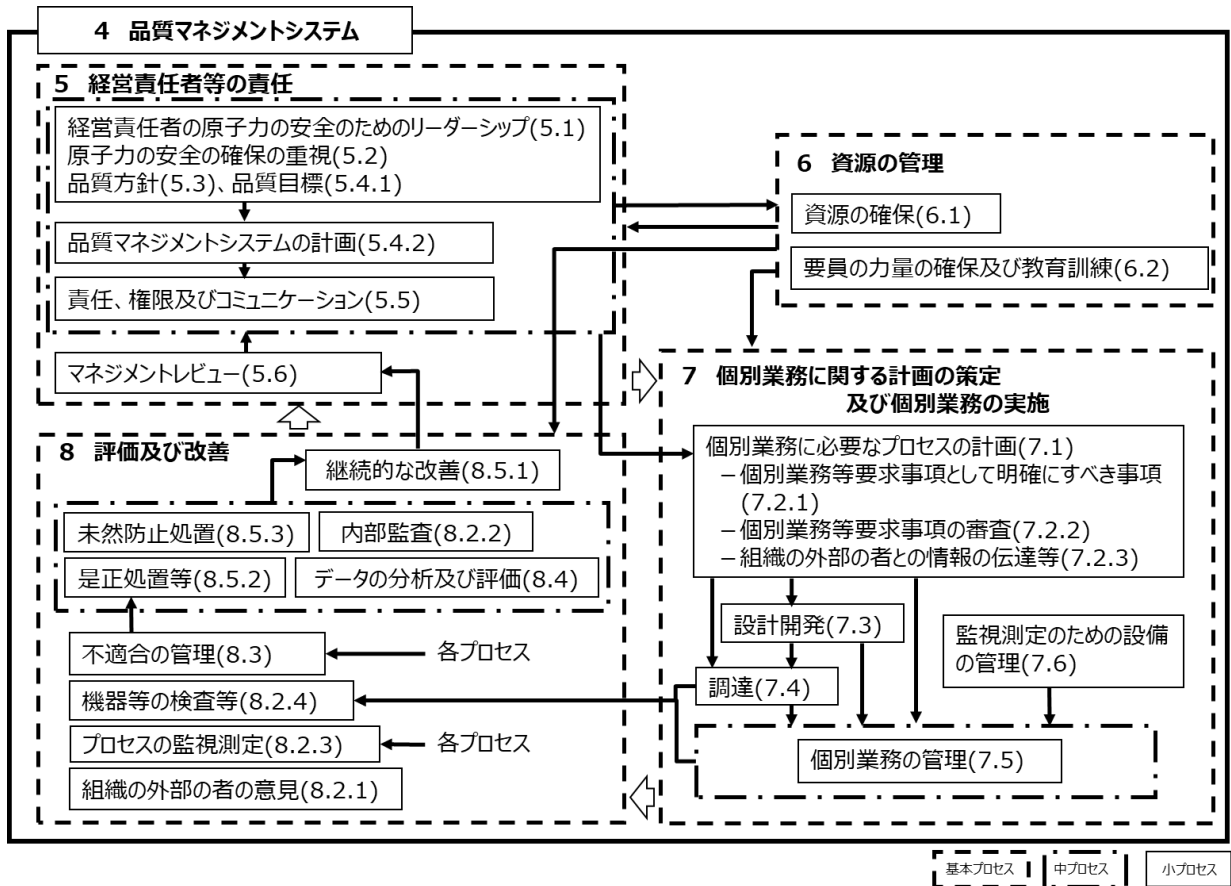 4 品質マネジメントシステム
5 経営責任者等の責任
経営責任者の原子力の安全のためのリーダーシップ(5.1)
原子力の安全の確保の重視(5.2)
品質方針(5.3)、品質目標(5.4.1)
品質マネジメントシステムの計画(5.4.2)
責任、権限及びコミュニケーション(5.5)
マネジメントレビュー(5.6)
6 資源の管理
資源の確保(6.1)
要員の力量の確保及び教育訓練(6.2)
7 個別業務に関する計画の策定
及び個別業務の実施
個別業務に必要なプロセスの計画(7.1)
－個別業務等要求事項として明確にすべき事項
(7.2.1)
－個別業務等要求事項の審査(7.2.2)
－組織の外部の者との情報の伝達等(7.2.3)
設計開発(7.3)
監視測定のための設備
の管理(7.6)
調達(7.4)
個別業務の管理(7.5)
8 評価及び改善
継続的な改善(8.5.1)
未然防止処置(8.5.3)
内部監査(8.2.2)
是正処置等(8.5.2)
データの分析及び評価(8.4)
不適合の管理(8.3)
各プロセス
機器等の検査等(8.2.4)
プロセスの監視測定(8.2.3)
各プロセス
組織の外部の者の意見(8.2.1)
基本プロセス
中プロセス
小プロセス